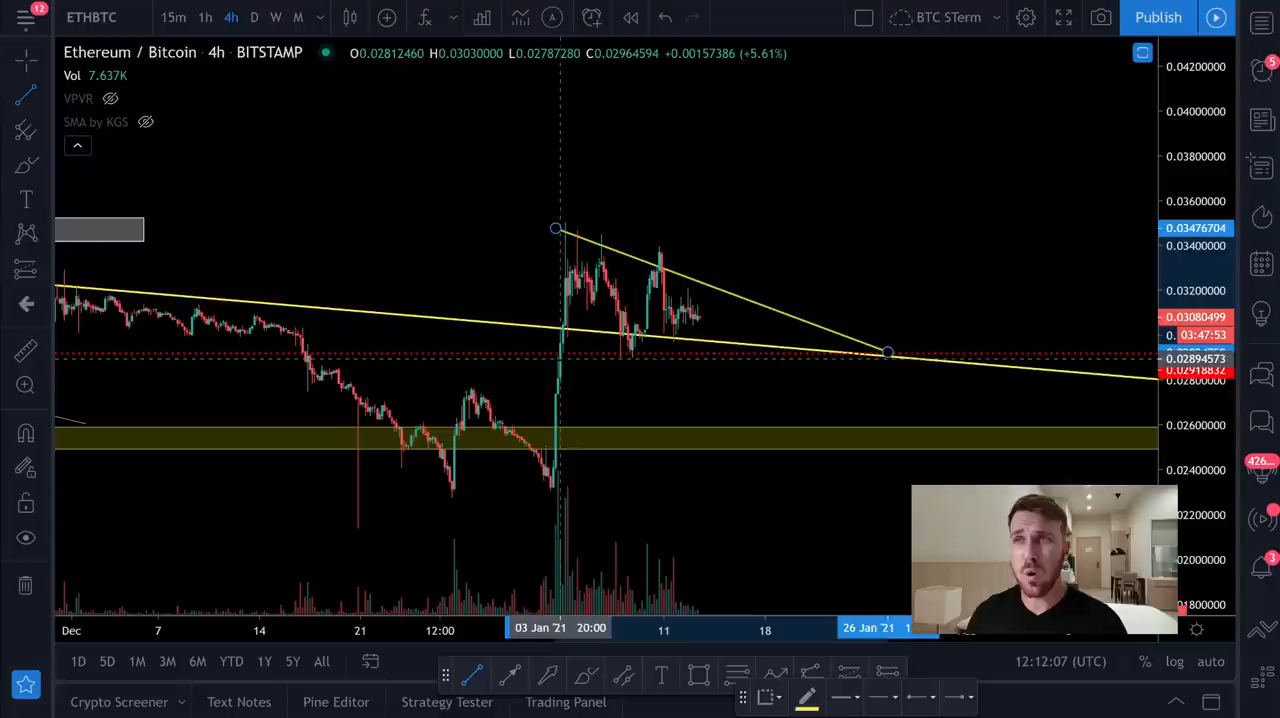 12
ETHBTC
15m 1h 4h D W M
BTC STerm
Publish
Ethereum / Bitcoin · 4h · BITSTAMP
O0.02812460 H0.03030000 L0.02787280 C0.02964594 +0.00157386 (+5.61%)
Vol 7.637K
VPVR
SMA by KGS
0.04200000
5
0.04000000
0.03800000
0.03600000
0.03476704
0.03400000
0.03200000
0.03080499
03:47:53
0.02894573
0.02918832
0.02800000
0.02600000
426...
0.02400000
02200000
02000000
3
01800000
Dec 7 14 21 12:00 03 Jan '21 20:00 11 18 26 Jan '21
1D 5D 1M 3M 6M YTD 1Y 5Y All
12:12:07 (UTC) % log auto
Crypto Screener Text Notes Pine Editor Strategy Tester Trading Panel